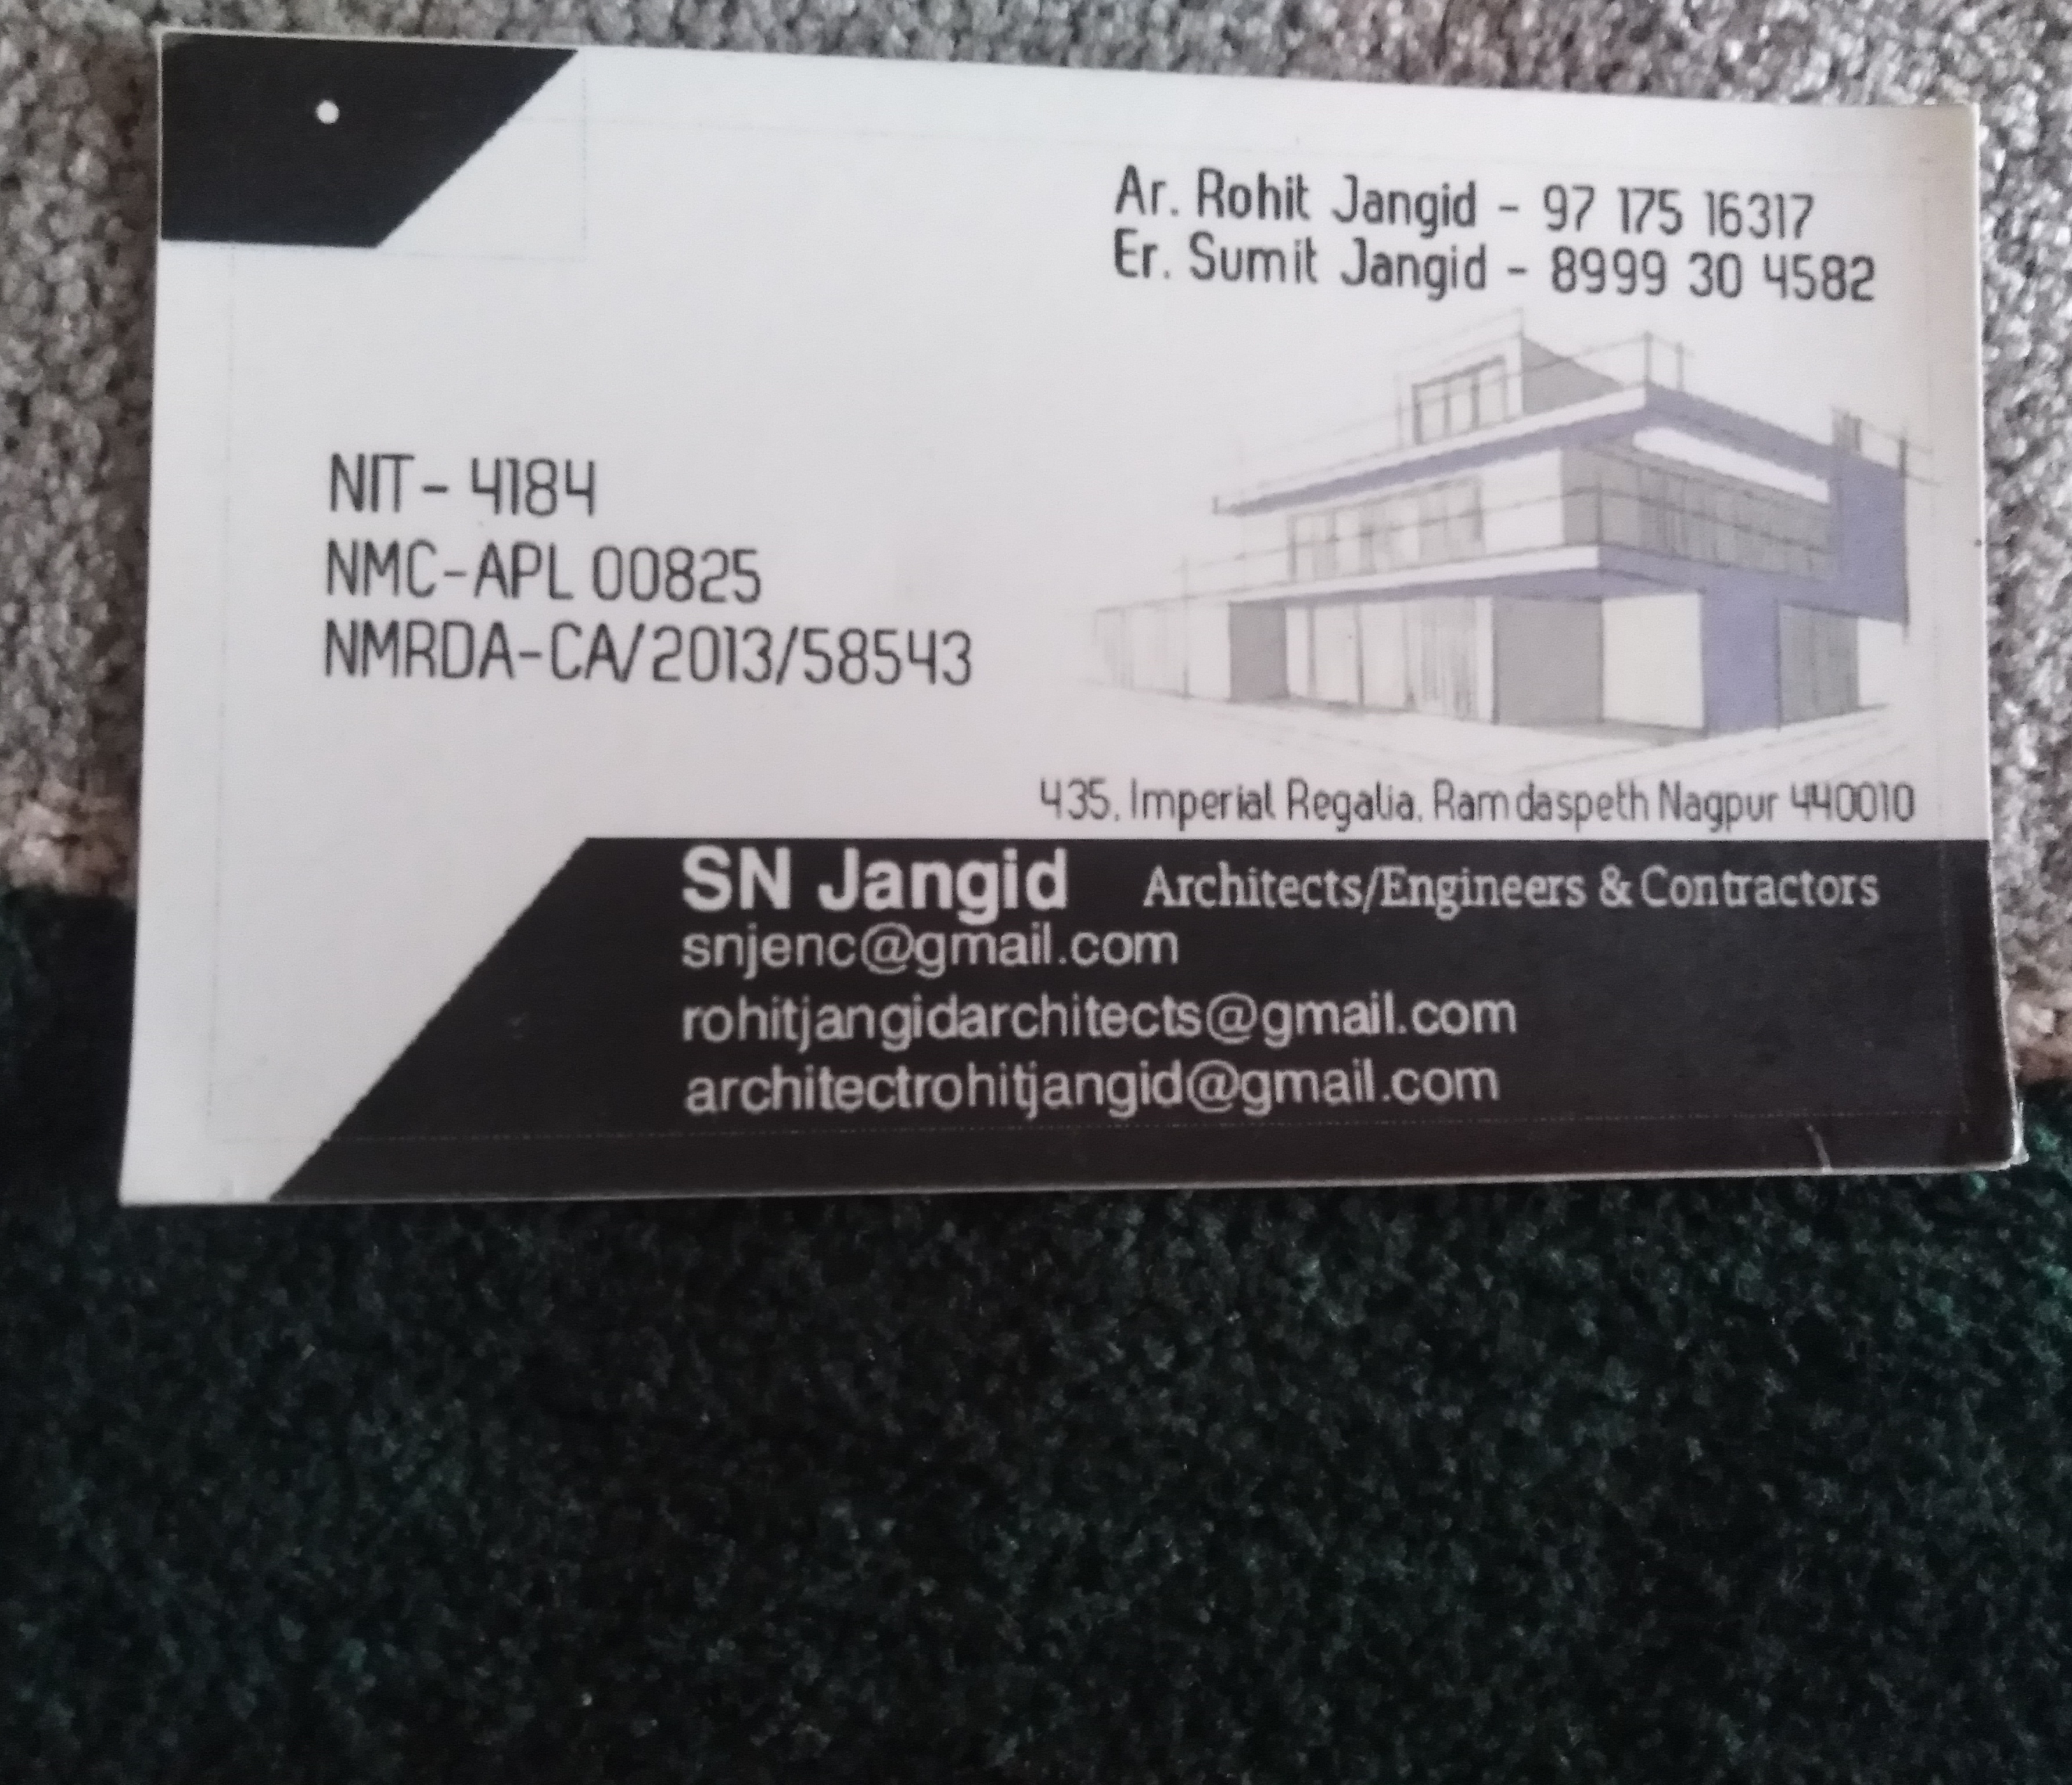 Ar. Rohit Jangid - 97 175 16317
Er. Sumit Jangid - 8999 30 4582
NIT - 4184
NMC-APL 00825
NMRDA-CA/2013/58543
435, Imperial Regalia, Ramdaspeth Nagpur 440010
SN Jangid Architects/Engineers & Contractors
snjenc@gmail.com
rohitjangidarchitects@gmail.com
architectrohitjangid@gmail.com